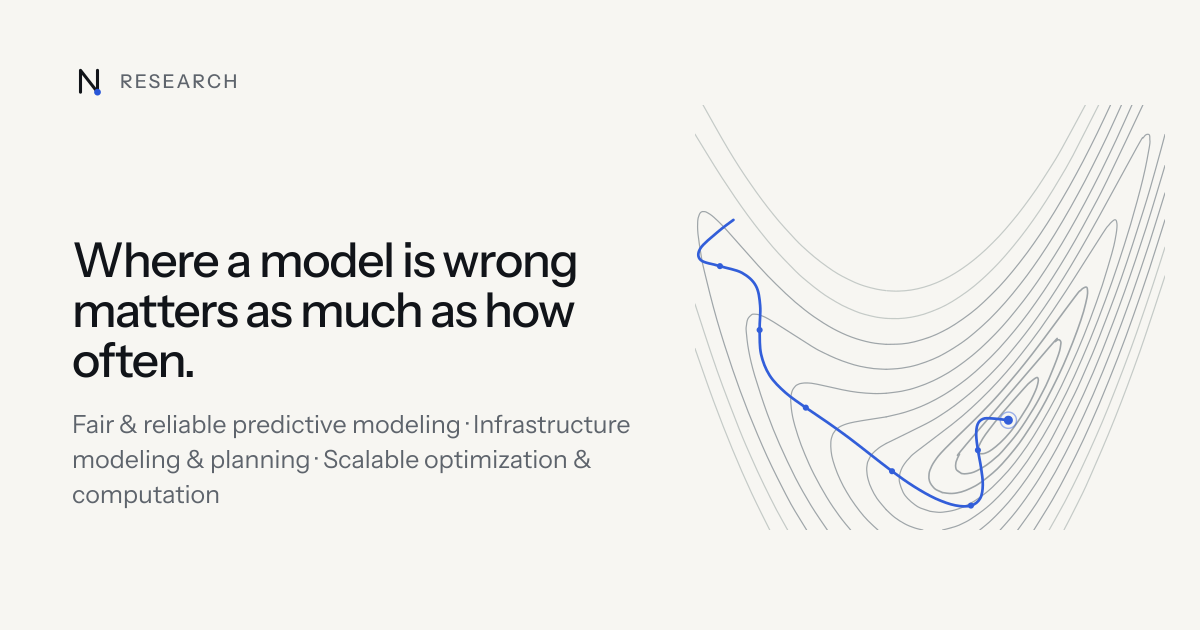 N RESEARCH
Where a model is wrong
matters as much as how
often.
Fair & reliable predictive modeling · Infrastructure
modeling & planning · Scalable optimization &
computation